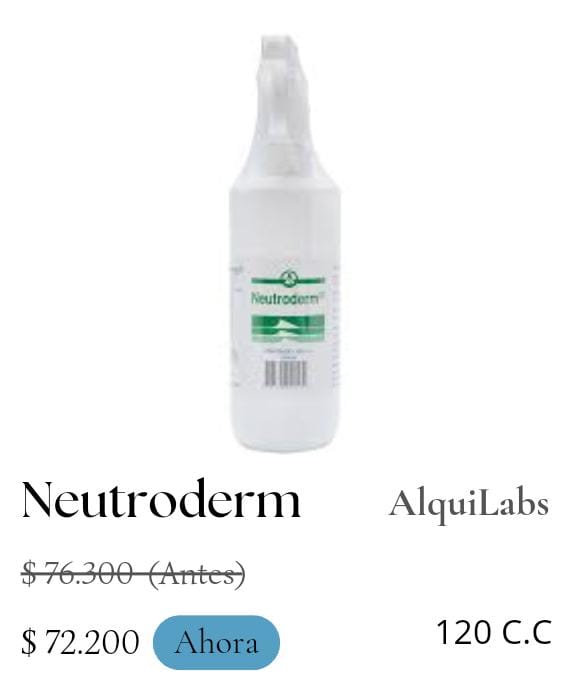 Neutroderm
Neutroderm
AlquiLabs
$ 76.300 (Antes)
$ 72.200 Ahora
120 C.C